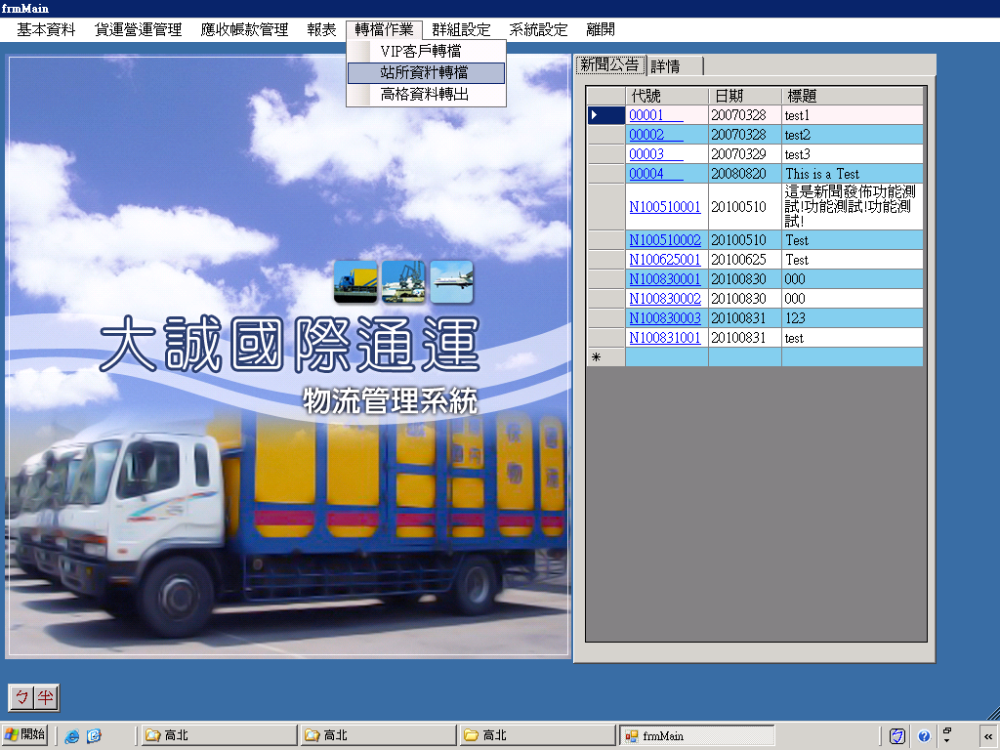 frmMain
基本資料 貨運營運管理 應收帳款管理 報表 轉檔作業 群組設定 系統設定 離開
VIP客戶轉檔
站所資料轉檔
高格資料轉出
新聞公告 詳情
代號 日期 標題
00001 20070328 test1
00002 20070328 test2
00003 20070329 test3
00004 20080820 This is a Test
N100510001 20100510 這是新聞發佈功能測
試!功能測試!功能測
試!
N100510002 20100510 Test
N100625001 20100625 Test
N100830001 20100830 000
N100830002 20100830 000
N100830003 20100831 123
N100831001 20100831 test
*
大誠國際通運
物流管理系統
ㄅ 半
開始 高北 高北 高北 frmMain «